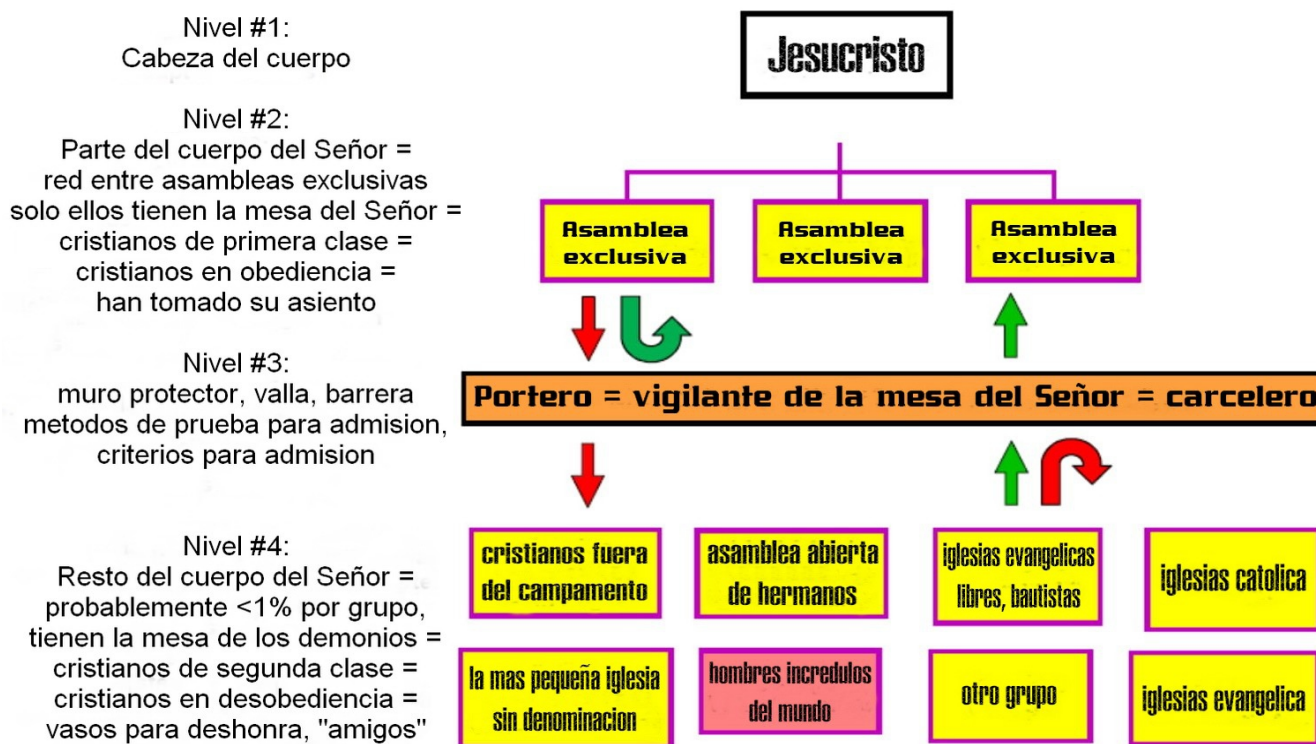 Nivel #1:
Cabeza del cuerpo
Jesucristo
Nivel #2:
Parte del cuerpo del Señor =
red entre asambleas exclusivas
solo ellos tienen la mesa del Señor =
cristianos de primera clase =
cristianos en obediencia =
han tomado su asiento
Asamblea
exclusiva
Asamblea
exclusiva
Asamblea
exclusiva
Nivel #3:
muro protector, valla, barrera
metodos de prueba para admision,
criterios para admision
Portero = vigilante de la mesa del Señor = carcelero
Nivel #4:
Resto del cuerpo del Señor =
probablemente <1% por grupo,
tienen la mesa de los demonios =
cristianos de segunda clase =
cristianos en desobediencia =
vasos para deshonra, "amigos"
cristianos fuera
del campamento
asamblea abierta
de hermanos
iglesias evangelicas
libres, bautistas
iglesias catolica
la mas pequeña iglesia
sin denominacion
hombres incredulos
del mundo
otro grupo
iglesias evangelica